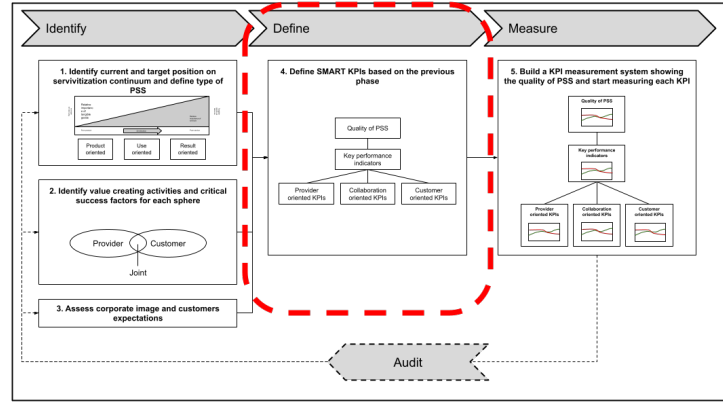 Identify
Define
Measure
1. Identify current and target position on
servivitization continuum and define type of
PSS
Product
oriented
Use
oriented
Result
oriented
2. Identify value creating activities and critical
success factors for each sphere
Provider
Customer
Joint
3. Assess corporate image and customers
expectations
4. Define SMART KPIs based on the previous
phase
Quality of PSS
Key performance
indicators
Provider
oriented KPIs
Collaboration
oriented KPIs
Customer
oriented KPIs
5. Build a KPI measurement system showing
the quality of PSS and start measuring each KPI
Quality of PSS
Key performance
indicators
Provider
oriented KPIs
Collaboration
oriented KPIs
Customer
oriented KPIs
Audit